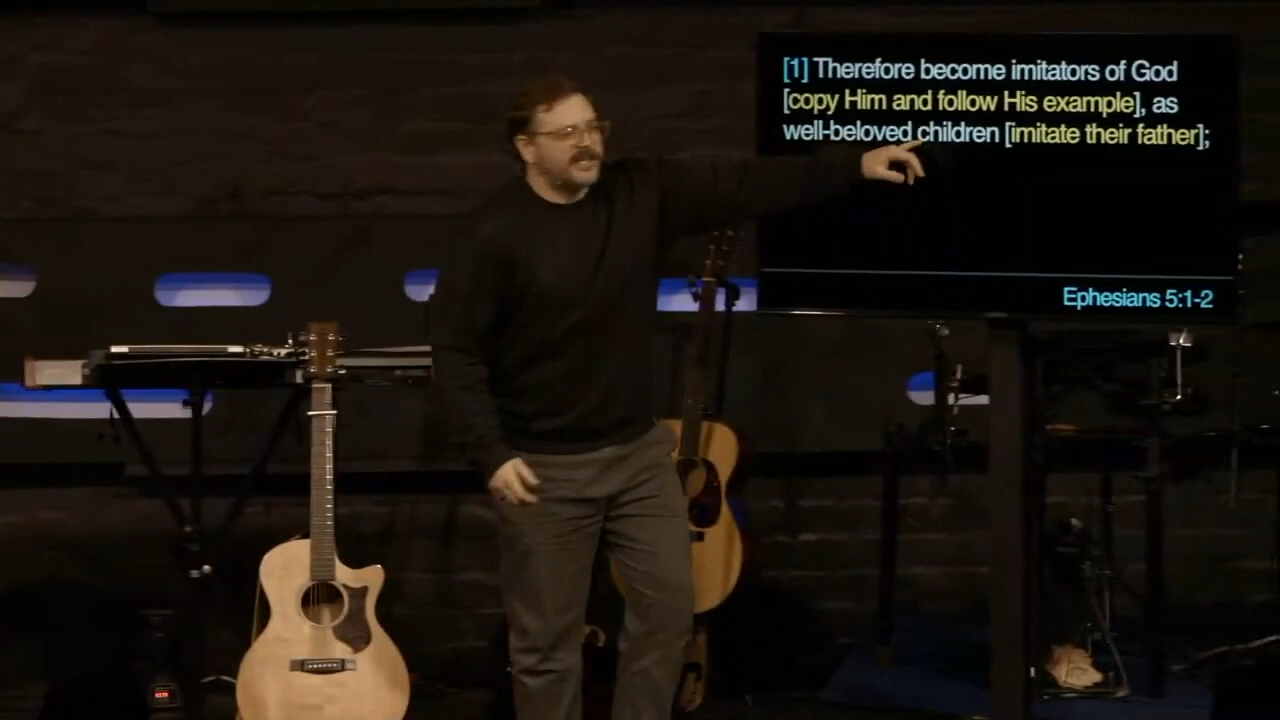 [1] Therefore become imitators of God
[copy Him and follow His example], as
well-beloved children [imitate their father];
Ephesians 5:1-2